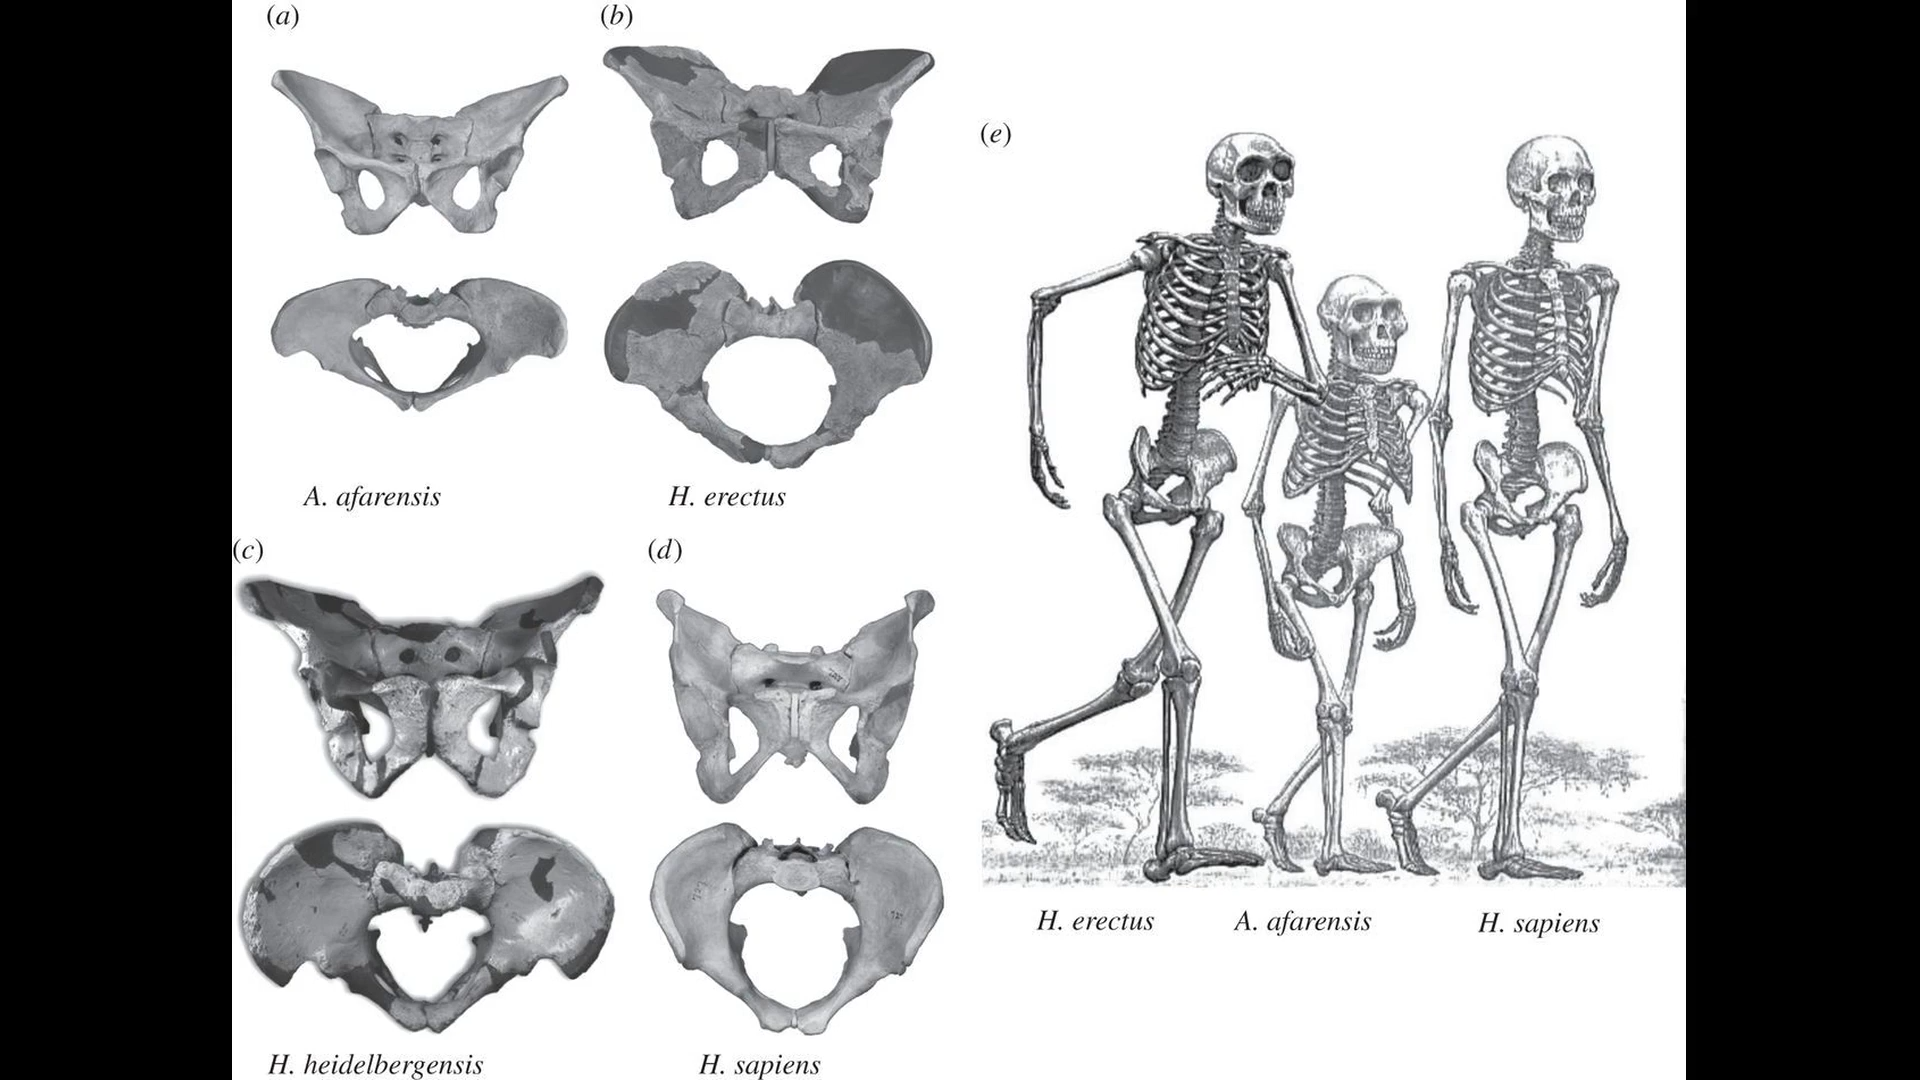 (a)
(b)
A. afarensis
H. erectus
(c)
(d)
H. heidelbergensis
H. sapiens
(e)
H. erectus
A. afarensis
H. sapiens